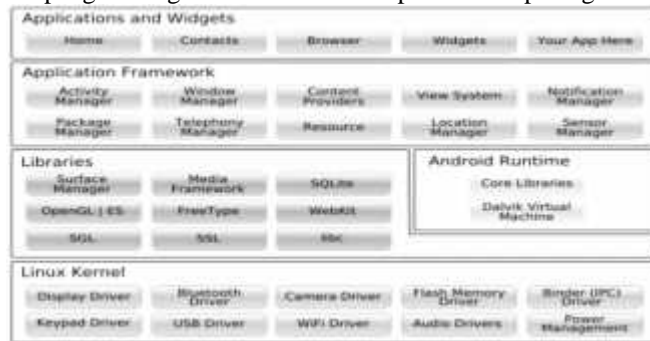 Applications and Widgets
Home Contacts Browser Widgets Your App Here
Application Framework
Activity Manager Window Manager Content Providers View System Notification Manager
Package Manager Telephony Manager Resource Location Manager Sensor Manager
Libraries
Surface Manager Media Framework SQLite
OpenGL | ES FreeType WebKit
SGL SSL libc
Android Runtime
Core Libraries
Dalvik Virtual Machine
Linux Kernel
Display Driver Bluetooth Driver Camera Driver Flash Memory Driver Binder (IPC) Driver
Keypad Driver USB Driver WiFi Driver Audio Drivers Power Management